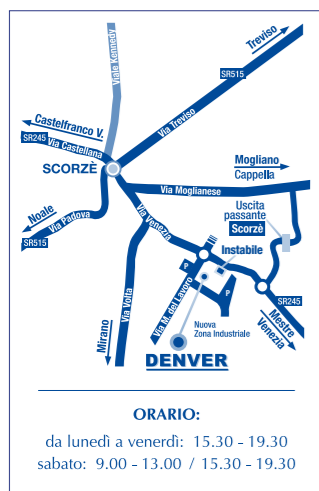 Treviso
SR515
Viale Kennedy
Via Treviso
Castelfranco V.
SR245
Via Castellana
SCORZÈ
Mogliano
Cappella
Via Moglianese
Noale
Via Padova
SR515
Uscita
passante
Scorzè
Via Venezia
Instabile
P
P
Via Volta
Via M. del Lavoro
Mirano
SR245
Mestre
Venezia
Nuova
Zona Industriale
DENVER
ORARIO:
da lunedì a venerdì: 15.30 - 19.30
sabato: 9.00 - 13.00 / 15.30 - 19.30